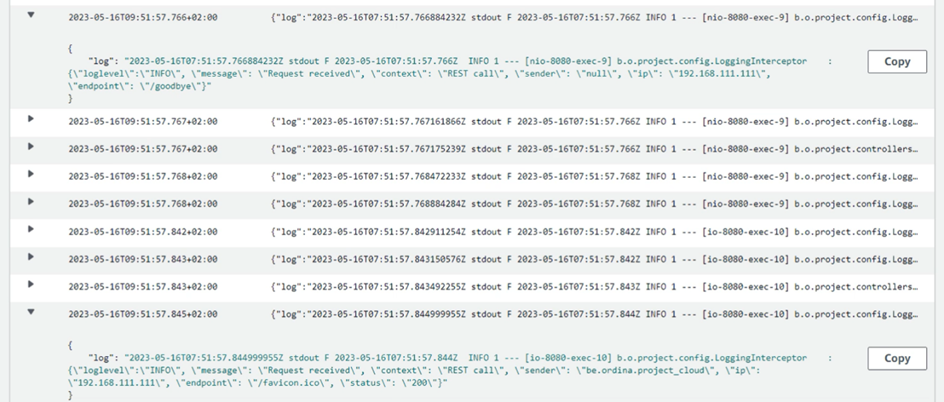 2023-05-16T09:51:57.766+02:00 {"log":"2023-05-16T07:51:57.766884232Z stdout F 2023-05-16T07:51:57.766Z INFO 1 --- [nio-8080-exec-9] b.o.project.config.Logg…
{
"log": "2023-05-16T07:51:57.766884232Z stdout F 2023-05-16T07:51:57.766Z  INFO 1 --- [nio-8080-exec-9] b.o.project.config.LoggingInterceptor :
{\"loglevel\":\"INFO\", \"message\": \"Request received\", \"context\": \"REST call\", \"sender\": \"null\", \"ip\": \"192.168.111.111\",
\"endpoint\": \"/goodbye\"}"
}
Copy
2023-05-16T09:51:57.767+02:00 {"log":"2023-05-16T07:51:57.767161866Z stdout F 2023-05-16T07:51:57.766Z INFO 1 --- [nio-8080-exec-9] b.o.project.config.Logg…
2023-05-16T09:51:57.767+02:00 {"log":"2023-05-16T07:51:57.767175239Z stdout F 2023-05-16T07:51:57.766Z INFO 1 --- [nio-8080-exec-9] b.o.project.controllers…
2023-05-16T09:51:57.768+02:00 {"log":"2023-05-16T07:51:57.768472233Z stdout F 2023-05-16T07:51:57.768Z INFO 1 --- [nio-8080-exec-9] b.o.project.config.Logg…
2023-05-16T09:51:57.768+02:00 {"log":"2023-05-16T07:51:57.768884284Z stdout F 2023-05-16T07:51:57.768Z INFO 1 --- [nio-8080-exec-9] b.o.project.config.Logg…
2023-05-16T09:51:57.842+02:00 {"log":"2023-05-16T07:51:57.842911254Z stdout F 2023-05-16T07:51:57.842Z INFO 1 --- [io-8080-exec-10] b.o.project.config.Logg…
2023-05-16T09:51:57.843+02:00 {"log":"2023-05-16T07:51:57.843150576Z stdout F 2023-05-16T07:51:57.842Z INFO 1 --- [io-8080-exec-10] b.o.project.config.Logg…
2023-05-16T09:51:57.843+02:00 {"log":"2023-05-16T07:51:57.843492255Z stdout F 2023-05-16T07:51:57.843Z INFO 1 --- [io-8080-exec-10] b.o.project.controllers…
2023-05-16T09:51:57.845+02:00 {"log":"2023-05-16T07:51:57.844999955Z stdout F 2023-05-16T07:51:57.844Z INFO 1 --- [io-8080-exec-10] b.o.project.config.Logg…
{
"log": "2023-05-16T07:51:57.844999955Z stdout F 2023-05-16T07:51:57.844Z  INFO 1 --- [io-8080-exec-10] b.o.project.config.LoggingInterceptor :
{\"loglevel\":\"INFO\", \"message\": \"Request received\", \"context\": \"REST call\", \"sender\": \"be.ordina.project_cloud\", \"ip\":
\"192.168.111.111\", \"endpoint\": \"/favicon.ico\", \"status\": \"200\"}"
}
Copy